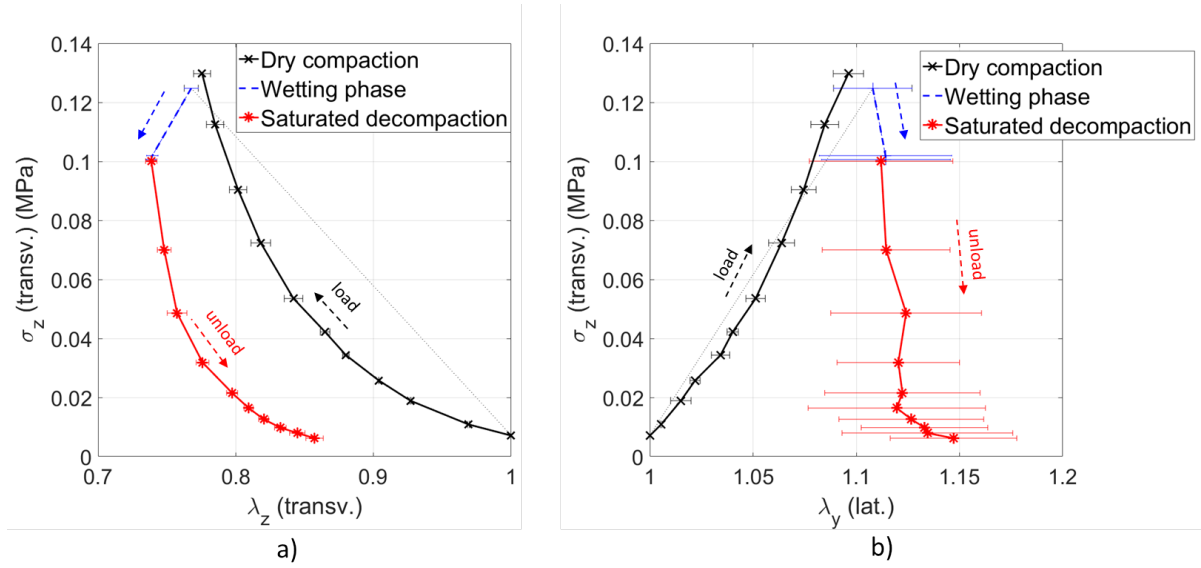 0.14
0.12
0.1
0.08
0.06
0.04
0.02
0
σz (transv.) (MPa)
Dry compaction
Wetting phase
Saturated decompaction
load
unload
0.7
0.8
0.9
1
λz (transv.)
a)
0.14
0.12
0.1
0.08
0.06
0.04
0.02
0
σz (transv.) (MPa)
Dry compaction
Wetting phase
Saturated decompaction
load
unload
1
1.05
1.1
1.15
1.2
λy (lat.)
b)